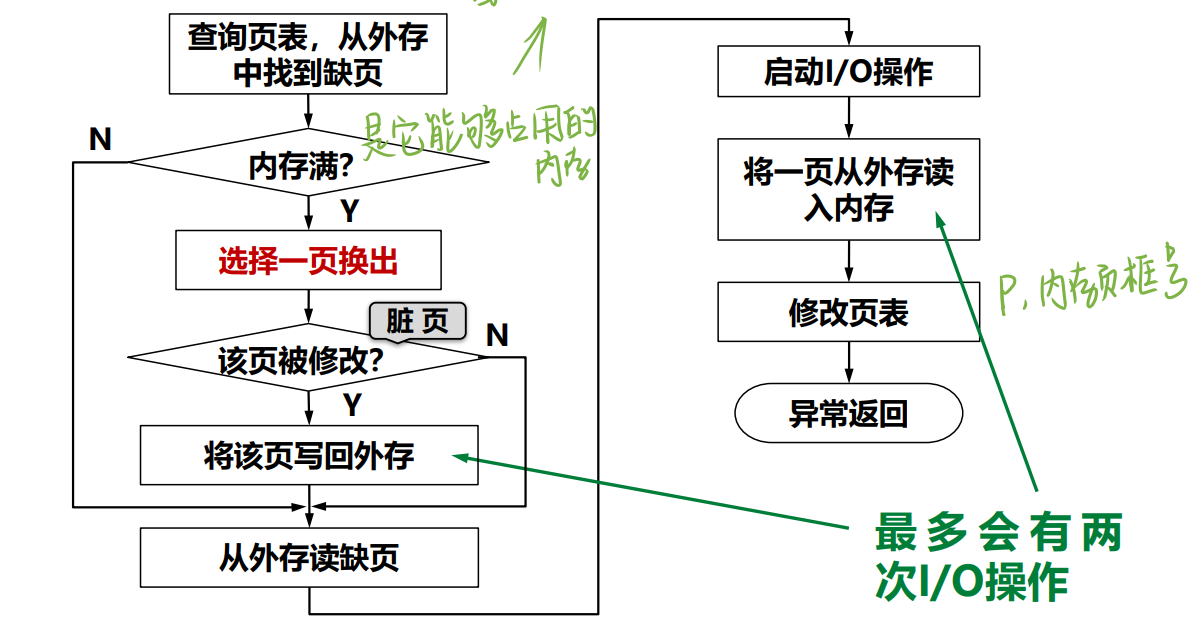 查询页表，从外存
中找到缺页
是它能够占用的
内存
N
内存满？
Y
选择一页换出
脏 页
N
该页被修改？
Y
将该页写回外存
从外存读缺页
启动I/O操作
将一页从外存读
入内存
P，内存页框号
修改页表
异常返回
最多会有两
次I/O操作